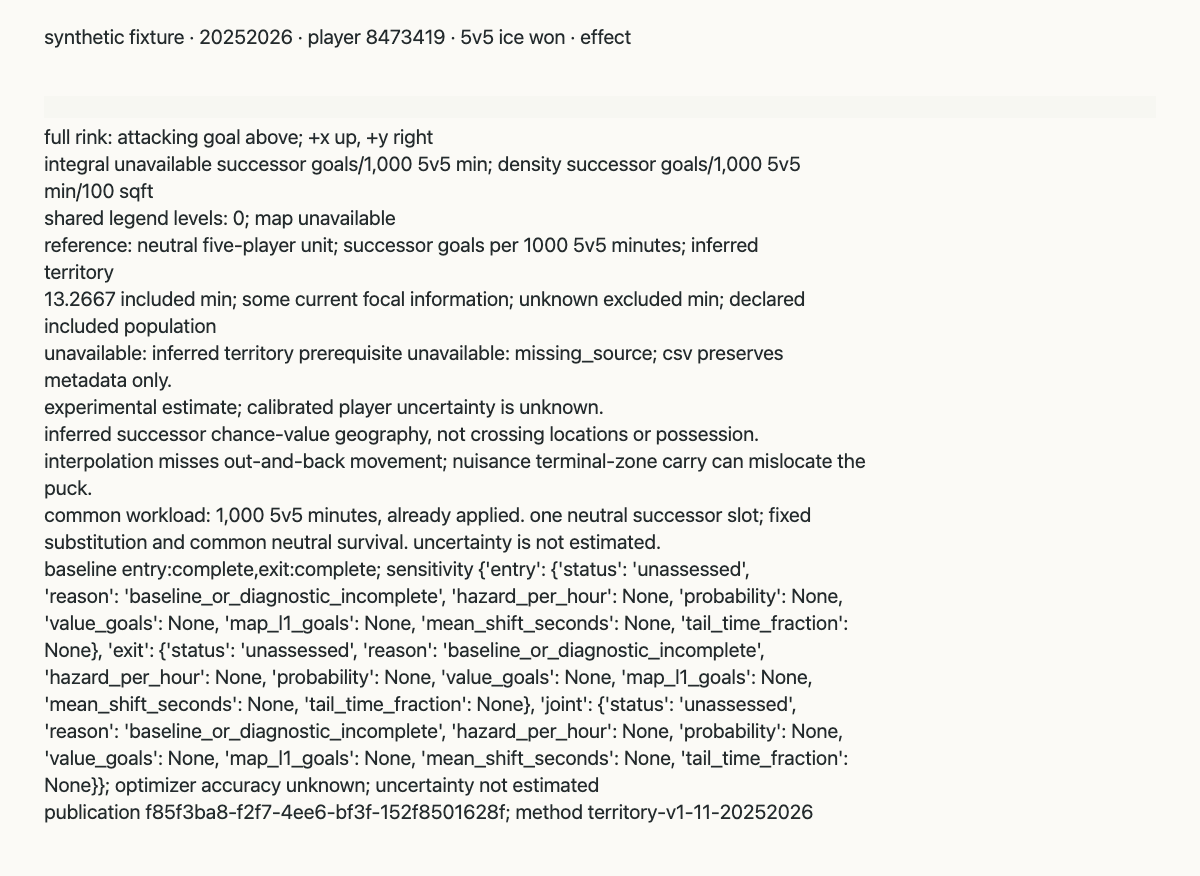 synthetic fixture · 20252026 · player 8473419 · 5v5 ice won · effect
full rink: attacking goal above; +x up, +y right
integral unavailable successor goals/1,000 5v5 min; density successor goals/1,000 5v5
min/100 sqft
shared legend levels: 0; map unavailable
reference: neutral five-player unit; successor goals per 1000 5v5 minutes; inferred
territory
13.2667 included min; some current focal information; unknown excluded min; declared
included population
unavailable: inferred territory prerequisite unavailable: missing_source; csv preserves
metadata only.
experimental estimate; calibrated player uncertainty is unknown.
inferred successor chance-value geography, not crossing locations or possession.
interpolation misses out-and-back movement; nuisance terminal-zone carry can mislocate the
puck.
common workload: 1,000 5v5 minutes, already applied. one neutral successor slot; fixed
substitution and common neutral survival. uncertainty is not estimated.
baseline entry:complete,exit:complete; sensitivity {'entry': {'status': 'unassessed',
'reason': 'baseline_or_diagnostic_incomplete', 'hazard_per_hour': None, 'probability': None,
'value_goals': None, 'map_l1_goals': None, 'mean_shift_seconds': None, 'tail_time_fraction':
None}, 'exit': {'status': 'unassessed', 'reason': 'baseline_or_diagnostic_incomplete',
'hazard_per_hour': None, 'probability': None, 'value_goals': None, 'map_l1_goals': None,
'mean_shift_seconds': None, 'tail_time_fraction': None}, 'joint': {'status': 'unassessed',
'reason': 'baseline_or_diagnostic_incomplete', 'hazard_per_hour': None, 'probability': None,
'value_goals': None, 'map_l1_goals': None, 'mean_shift_seconds': None, 'tail_time_fraction':
None}}; optimizer accuracy unknown; uncertainty not estimated
publication f85f3ba8-f2f7-4ee6-bf3f-152f8501628f; method territory-v1-11-20252026